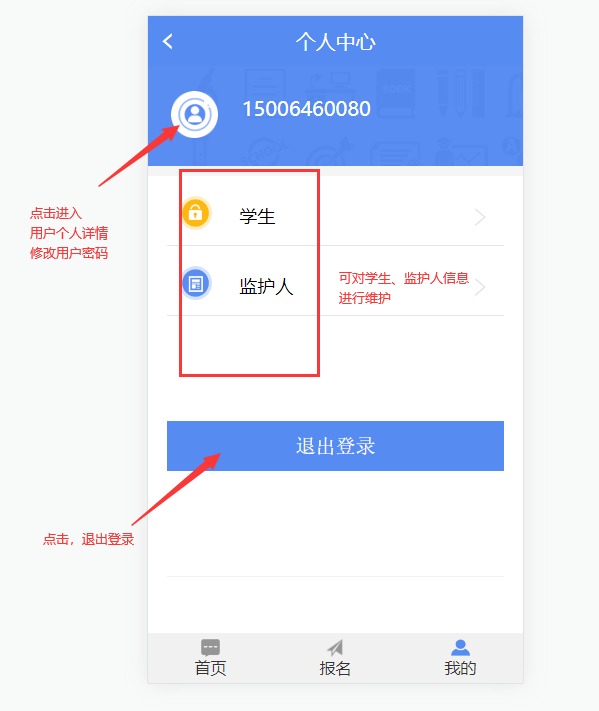 个人中心
15006460080
点击进入
用户个人详情
修改用户密码
学生
监护人
可对学生、监护人信息
进行维护
退出登录
点击，退出登录
首页
报名
我的